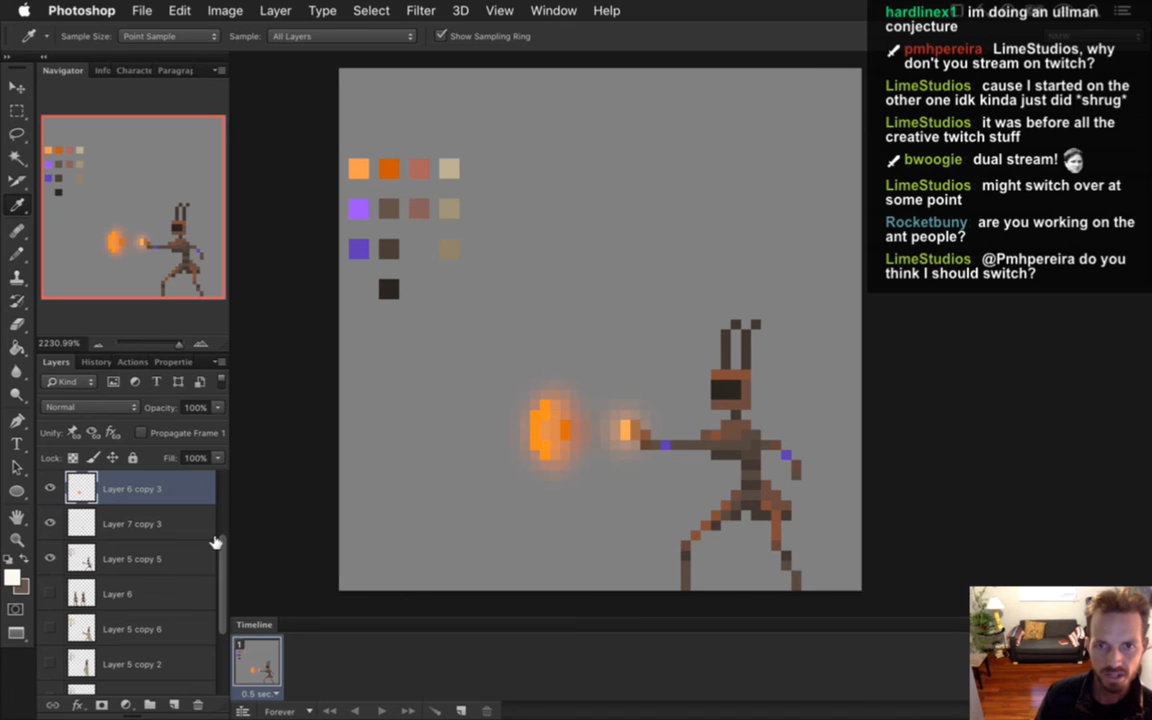 Photoshop File Edit Image Layer Type Select Filter 3D View Window Help
Sample Size: Point Sample Sample: All Layers Show Sampling Ring
Navigator Info Characte Paragraj
2230.99%
Layers History Actions Propertie
Kind
Normal Opacity: 100%
Unify: Propagate Frame 1
Lock: Fill: 100%
Layer 6 copy 3
Layer 7 copy 3
Layer 5 copy 5
Layer 6
Layer 5 copy 6
Layer 5 copy 2
Timeline
1
0.5 sec.
Forever
hardlinex1 im doing an ullman
conjecture
pmhpereira LimeStudios, why
don't you stream on twitch?
LimeStudios cause I started on the
other one idk kinda just did *shrug*
LimeStudios it was before all the
creative twitch stuff
bwoogie dual stream!
LimeStudios might switch over at
some point
Rocketbuny are you working on the
ant people?
LimeStudios @Pmhpereira do you
think I should switch?